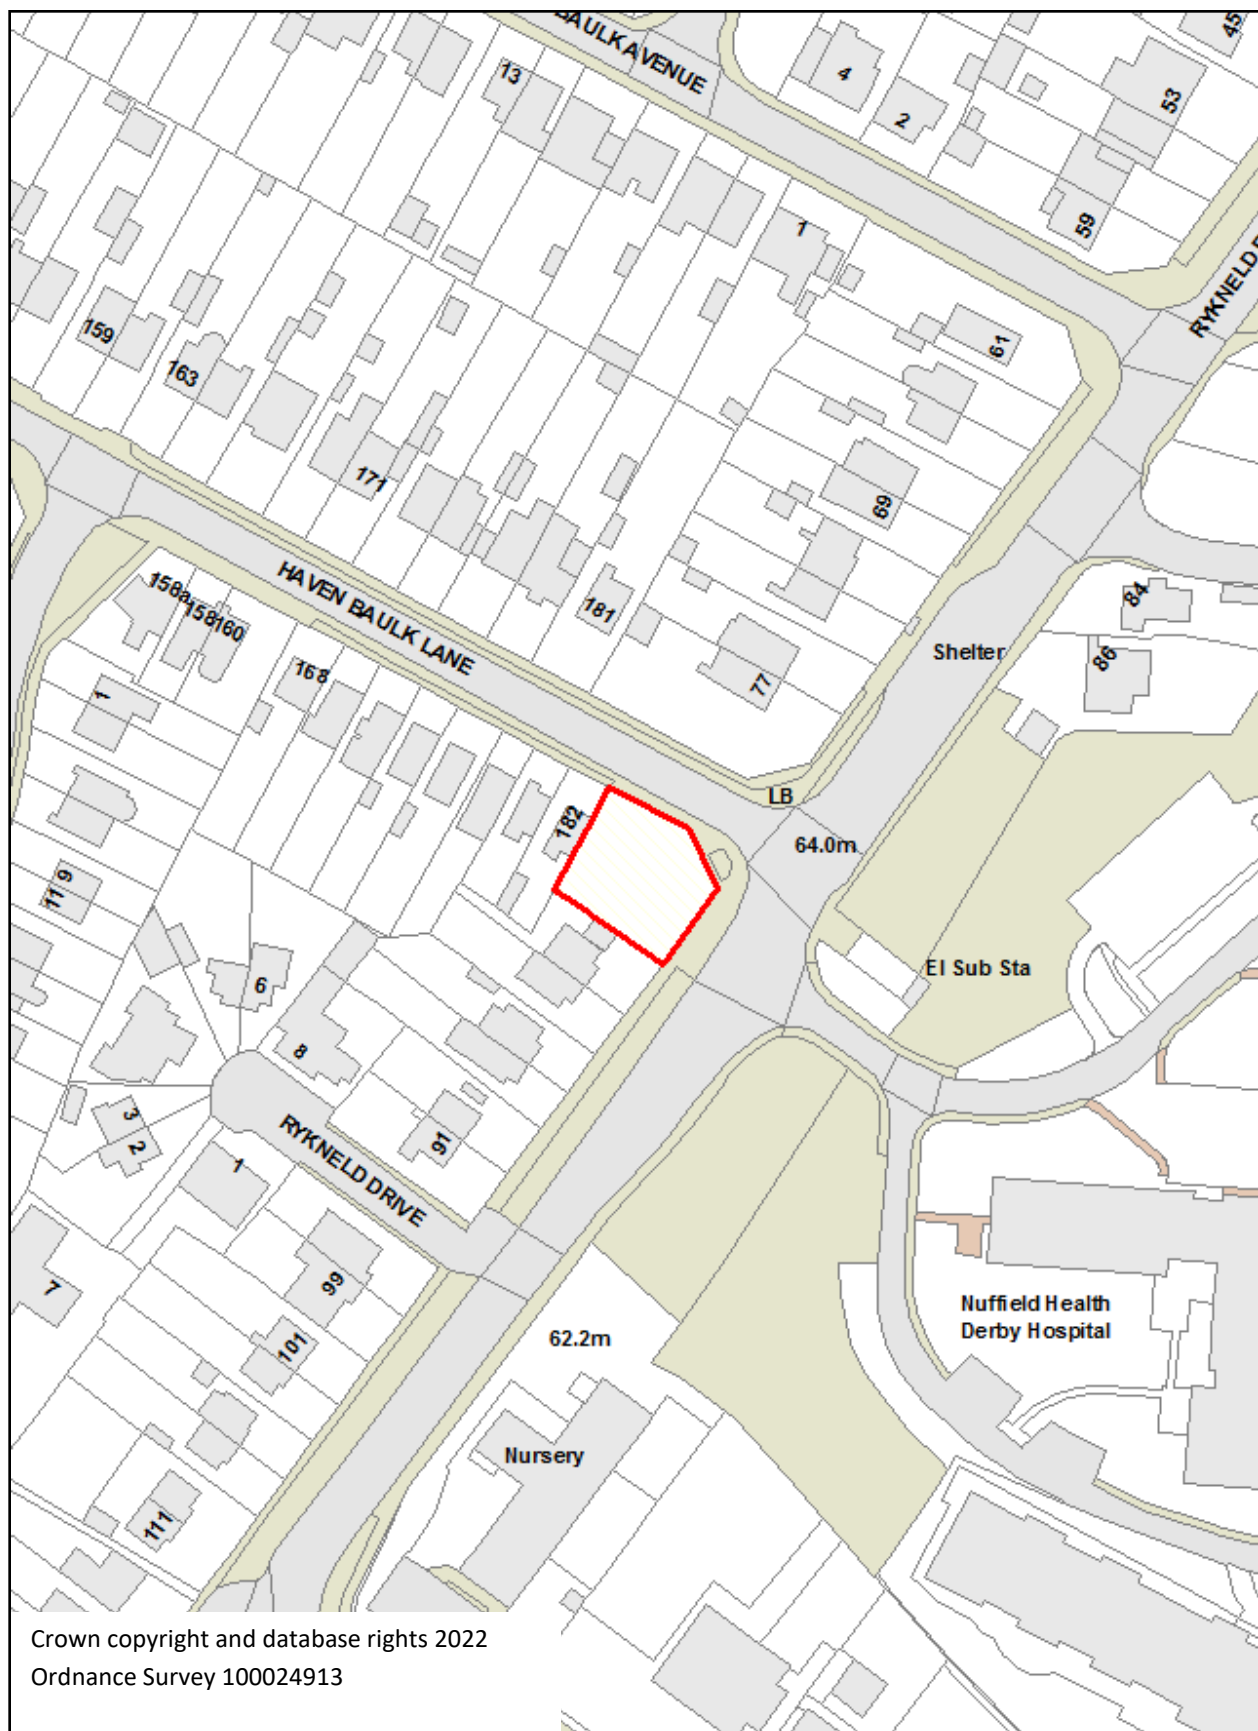 BAULK AVENUE
45
13
4
2
53
59
1
RYKNELD
61
159
163
171
69
HAVEN BAULK LANE
158a
158
160
181
84
Shelter
86
168
77
1
LB
182
64.0m
9
11
El Sub Sta
6
8
3
2
91
1
RYKNELD DRIVE
99
7
101
Nuffield Health
Derby Hospital
62.2m
Nursery
111
Crown copyright and database rights 2022
Ordnance Survey 100024913